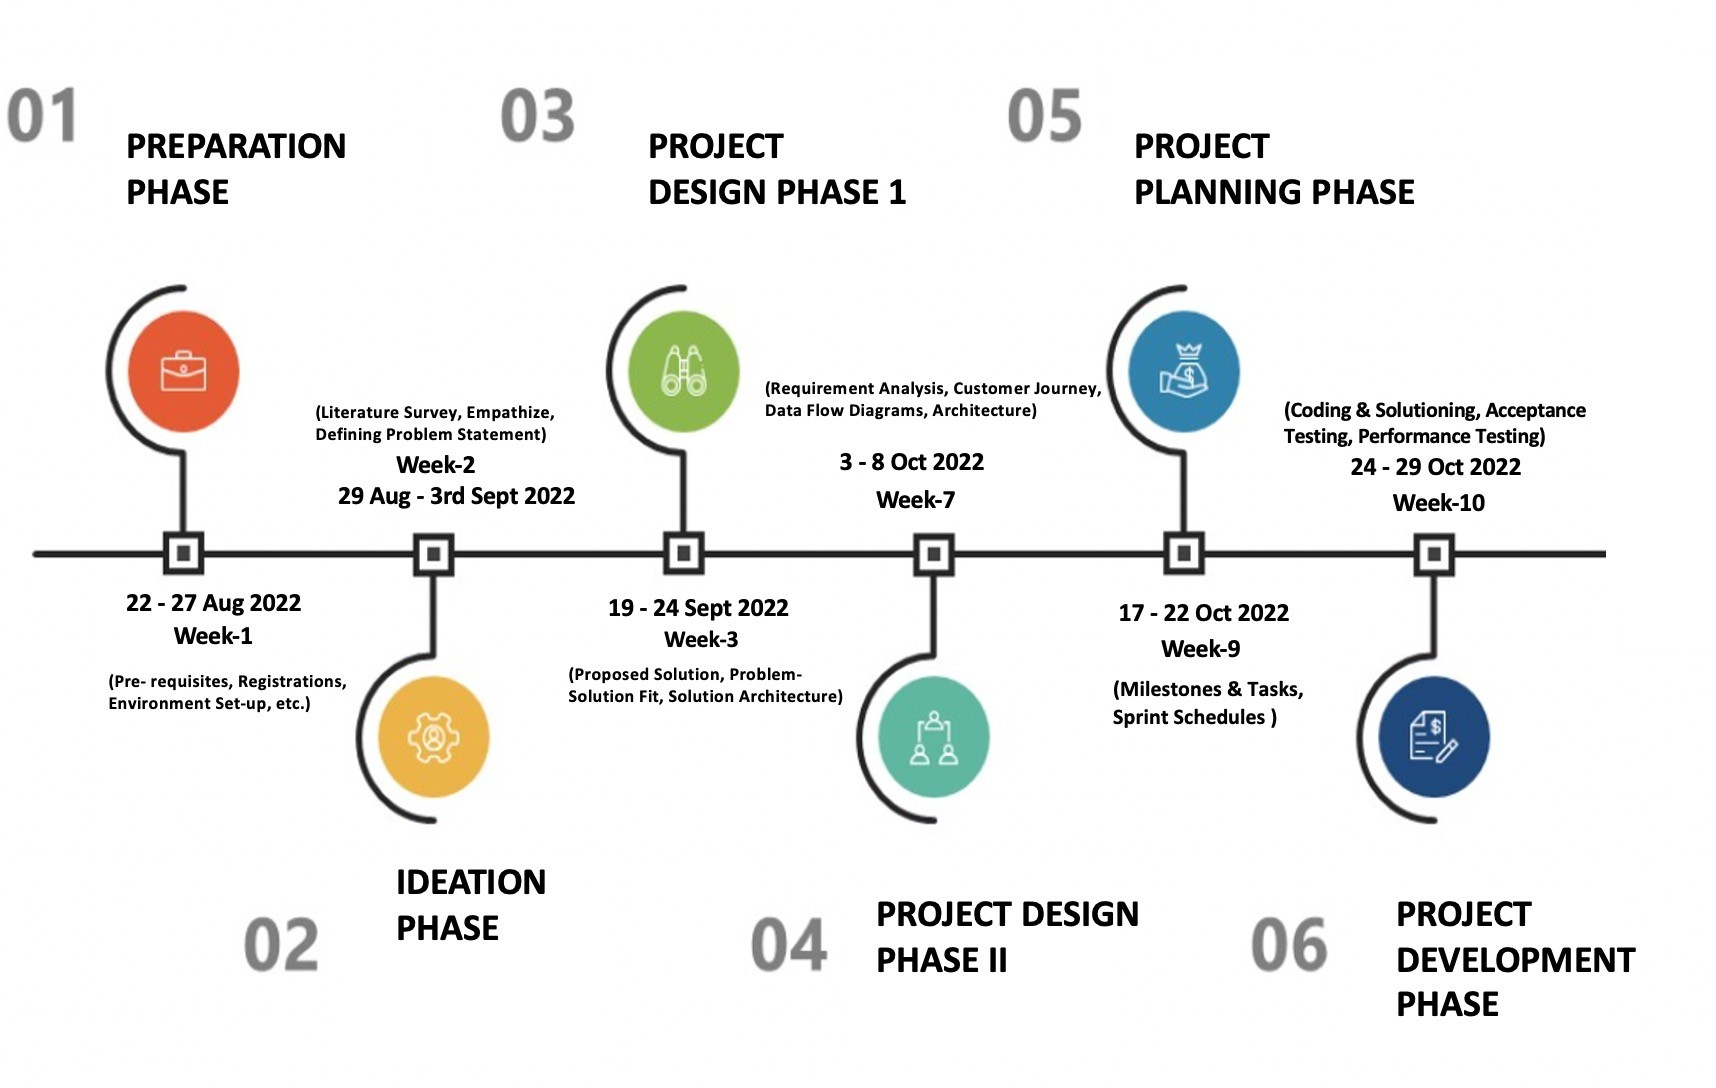 01
PREPARATION
PHASE
22 - 27 Aug 2022
Week-1
(Pre- requisites, Registrations,
Environment Set-up, etc.)
02
IDEATION
PHASE
(Literature Survey, Empathize,
Defining Problem Statement)
Week-2
29 Aug - 3rd Sept 2022
03
PROJECT
DESIGN PHASE 1
19 - 24 Sept 2022
Week-3
(Proposed Solution, Problem-
Solution Fit, Solution Architecture)
04
PROJECT DESIGN
PHASE II
(Requirement Analysis, Customer Journey,
Data Flow Diagrams, Architecture)
3 - 8 Oct 2022
Week-7
05
PROJECT
PLANNING PHASE
17 - 22 Oct 2022
Week-9
(Milestones & Tasks,
Sprint Schedules )
06
PROJECT
DEVELOPMENT
PHASE
(Coding & Solutioning, Acceptance
Testing, Performance Testing)
24 - 29 Oct 2022
Week-10
$
$